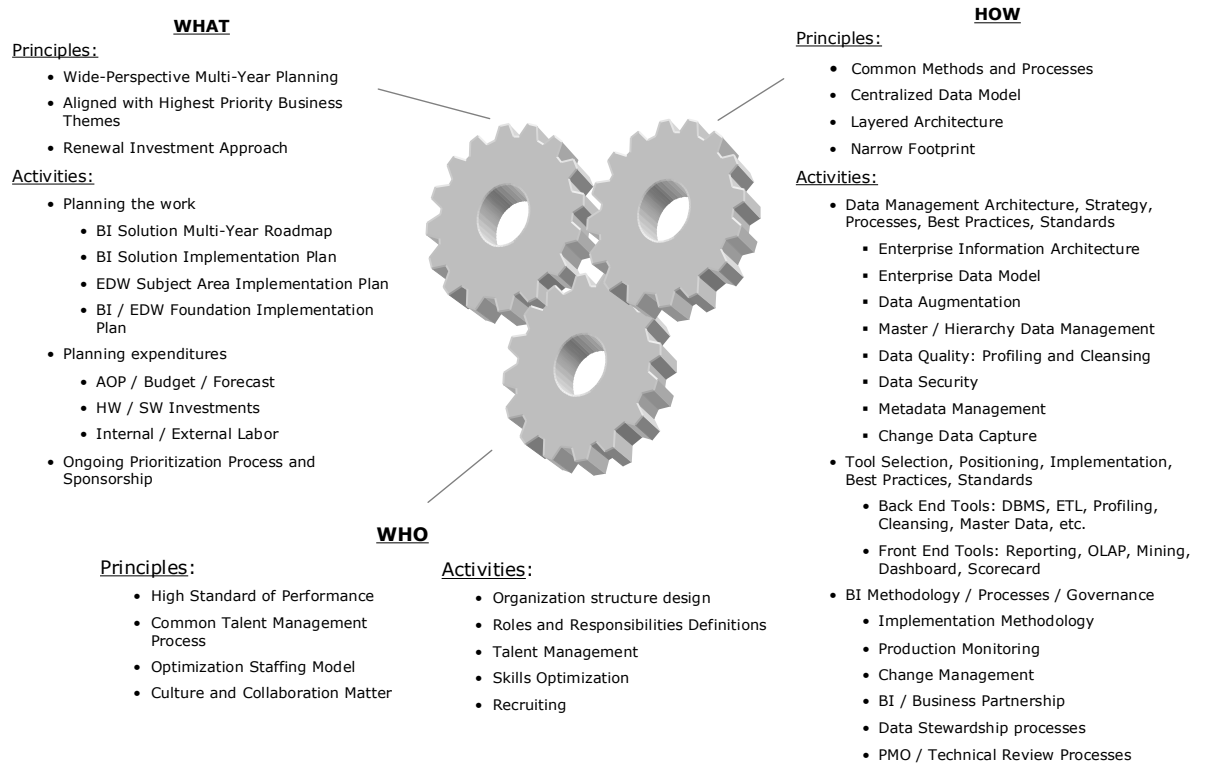 WHAT
Principles:
• Wide-Perspective Multi-Year Planning
• Aligned with Highest Priority Business
Themes
• Renewal Investment Approach
Activities:
• Planning the work
• BI Solution Multi-Year Roadmap
• BI Solution Implementation Plan
• EDW Subject Area Implementation Plan
• BI / EDW Foundation Implementation
Plan
• Planning expenditures
• AOP / Budget / Forecast
• HW / SW Investments
• Internal / External Labor
• Ongoing Prioritization Process and
Sponsorship
HOW
Principles:
• Common Methods and Processes
• Centralized Data Model
• Layered Architecture
• Narrow Footprint
Activities:
• Data Management Architecture, Strategy,
Processes, Best Practices, Standards
▪ Enterprise Information Architecture
▪ Enterprise Data Model
▪ Data Augmentation
▪ Master / Hierarchy Data Management
▪ Data Quality: Profiling and Cleansing
▪ Data Security
▪ Metadata Management
▪ Change Data Capture
• Tool Selection, Positioning, Implementation,
Best Practices, Standards
• Back End Tools: DBMS, ETL, Profiling,
Cleansing, Master Data, etc.
• Front End Tools: Reporting, OLAP, Mining,
Dashboard, Scorecard
• BI Methodology / Processes / Governance
• Implementation Methodology
• Production Monitoring
• Change Management
• BI / Business Partnership
• Data Stewardship processes
• PMO / Technical Review Processes
WHO
Principles:
• High Standard of Performance
• Common Talent Management
Process
• Optimization Staffing Model
• Culture and Collaboration Matter
Activities:
• Organization structure design
• Roles and Responsibilities Definitions
• Talent Management
• Skills Optimization
• Recruiting